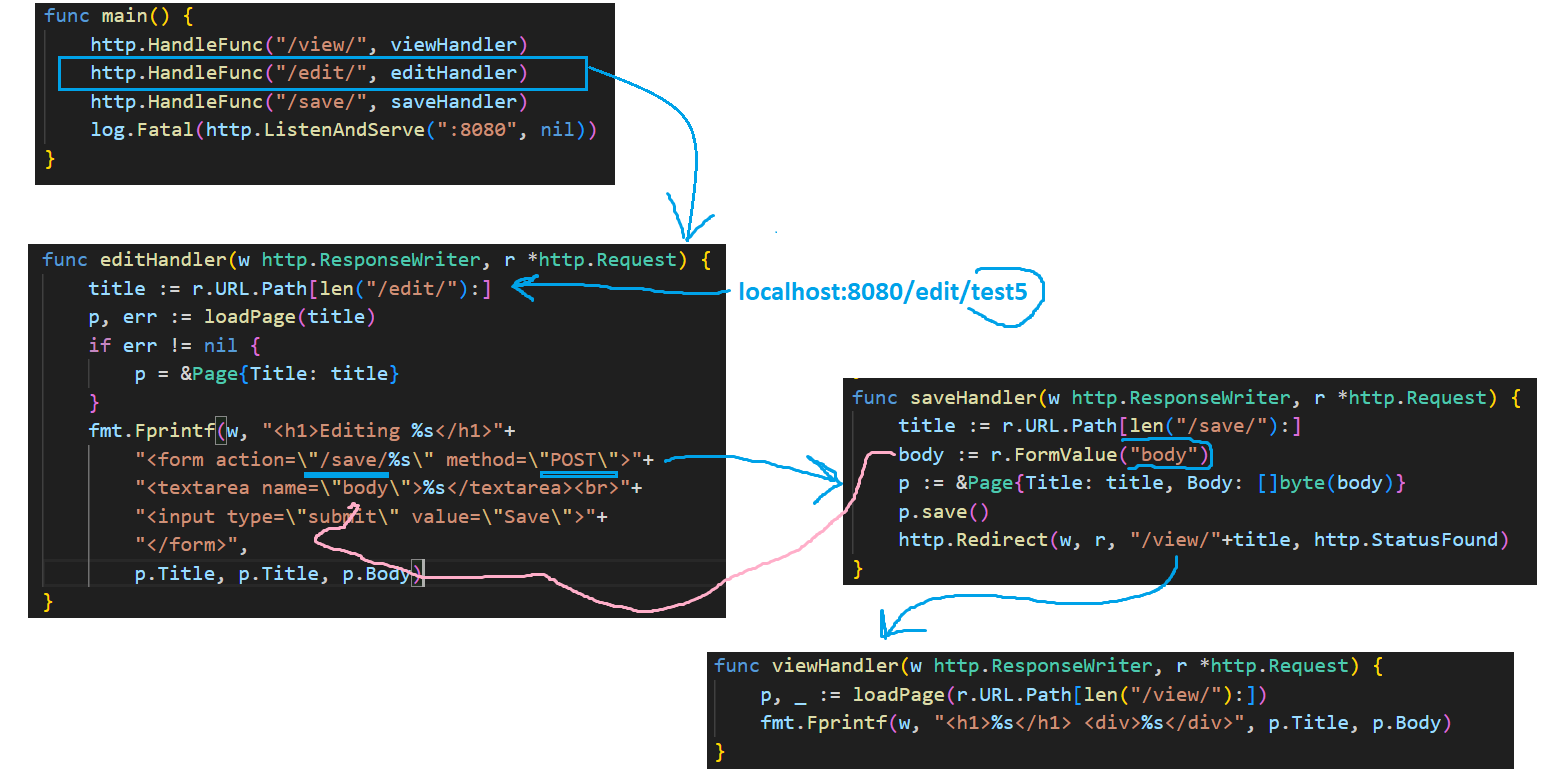 func main() {
    http.HandleFunc("/view/", viewHandler)
    http.HandleFunc("/edit/", editHandler)
    http.HandleFunc("/save/", saveHandler)
    log.Fatal(http.ListenAndServe(":8080", nil))
}
func editHandler(w http.ResponseWriter, r *http.Request) {
    title := r.URL.Path[len("/edit/"):]
    p, err := loadPage(title)
    if err != nil {
        p = &Page{Title: title}
    }
    fmt.Fprintf(w, "<h1>Editing %s</h1>"+
        "<form action=\"/save/%s\" method=\"POST\">"+
        "<textarea name=\"body\">%s</textarea><br>"+
        "<input type=\"submit\" value=\"Save\">"+
        "</form>",
        p.Title, p.Title, p.Body)
}
localhost:8080/edit/test5
func saveHandler(w http.ResponseWriter, r *http.Request) {
    title := r.URL.Path[len("/save/"):]
    body := r.FormValue("body")
    p := &Page{Title: title, Body: []byte(body)}
    p.save()
    http.Redirect(w, r, "/view/"+title, http.StatusFound)
}
func viewHandler(w http.ResponseWriter, r *http.Request) {
    p, _ := loadPage(r.URL.Path[len("/view/"):])
    fmt.Fprintf(w, "<h1>%s</h1> <div>%s</div>", p.Title, p.Body)
}